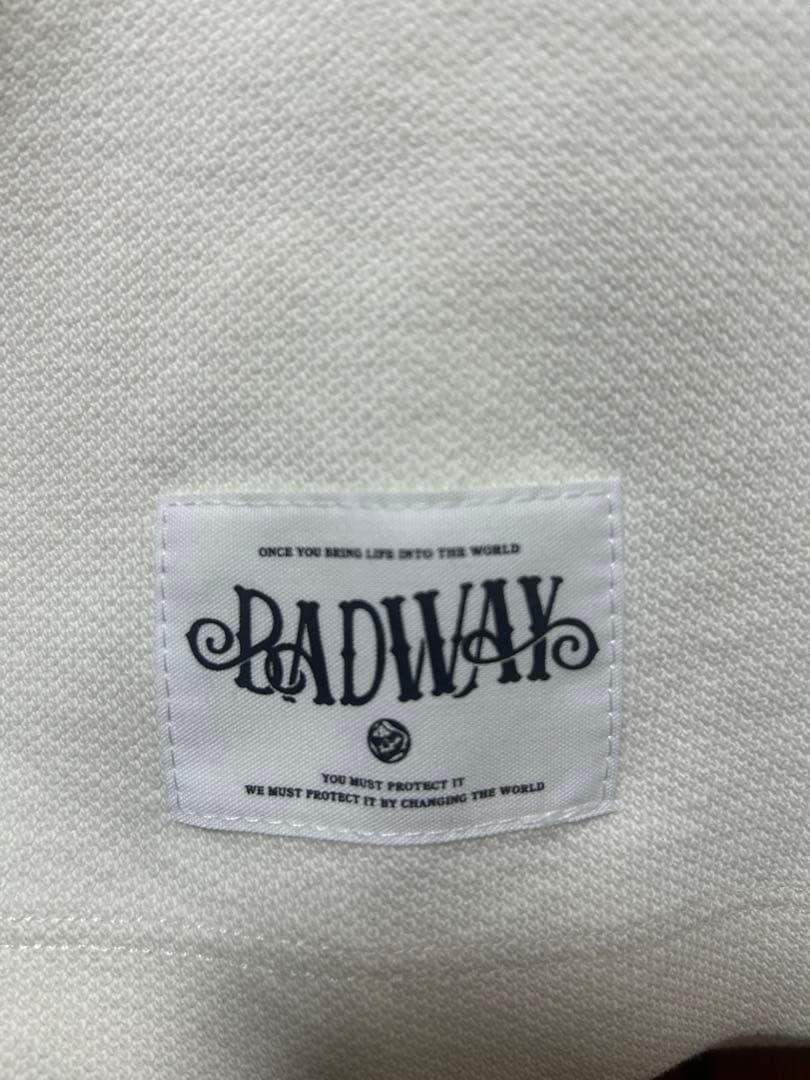 ONCE YOU BRING LIFE INTO THE WORLD
BADWAY
YOU MUST PROTECT IT
WE MUST PROTECT IT BY CHANGING THE WORLD